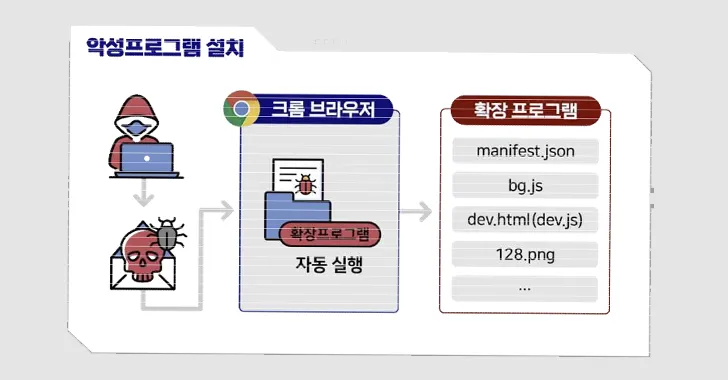 악성프로그램 설치
크롬 브라우저
확장프로그램
자동 실행
확장 프로그램
manifest.json
bg.js
dev.html(dev.js)
128.png
...